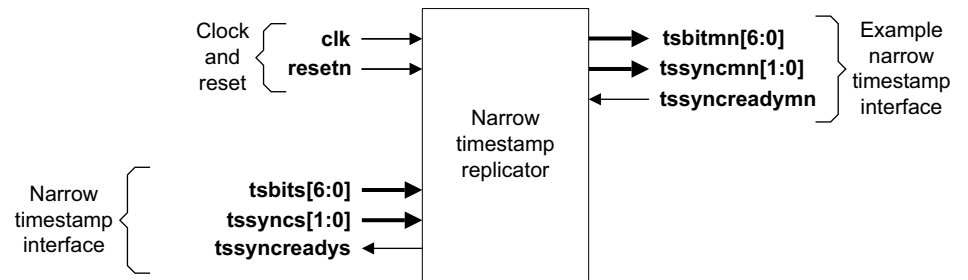 Clock
and
reset
clk
resetn
Narrow
timestamp
interface
tsbits[6:0]
tssyncs[1:0]
tssyncreadys
Narrow
timestamp
replicator
tsbitmn[6:0]
tssyncmn[1:0]
tssyncreadymn
Example
narrow
timestamp
interface